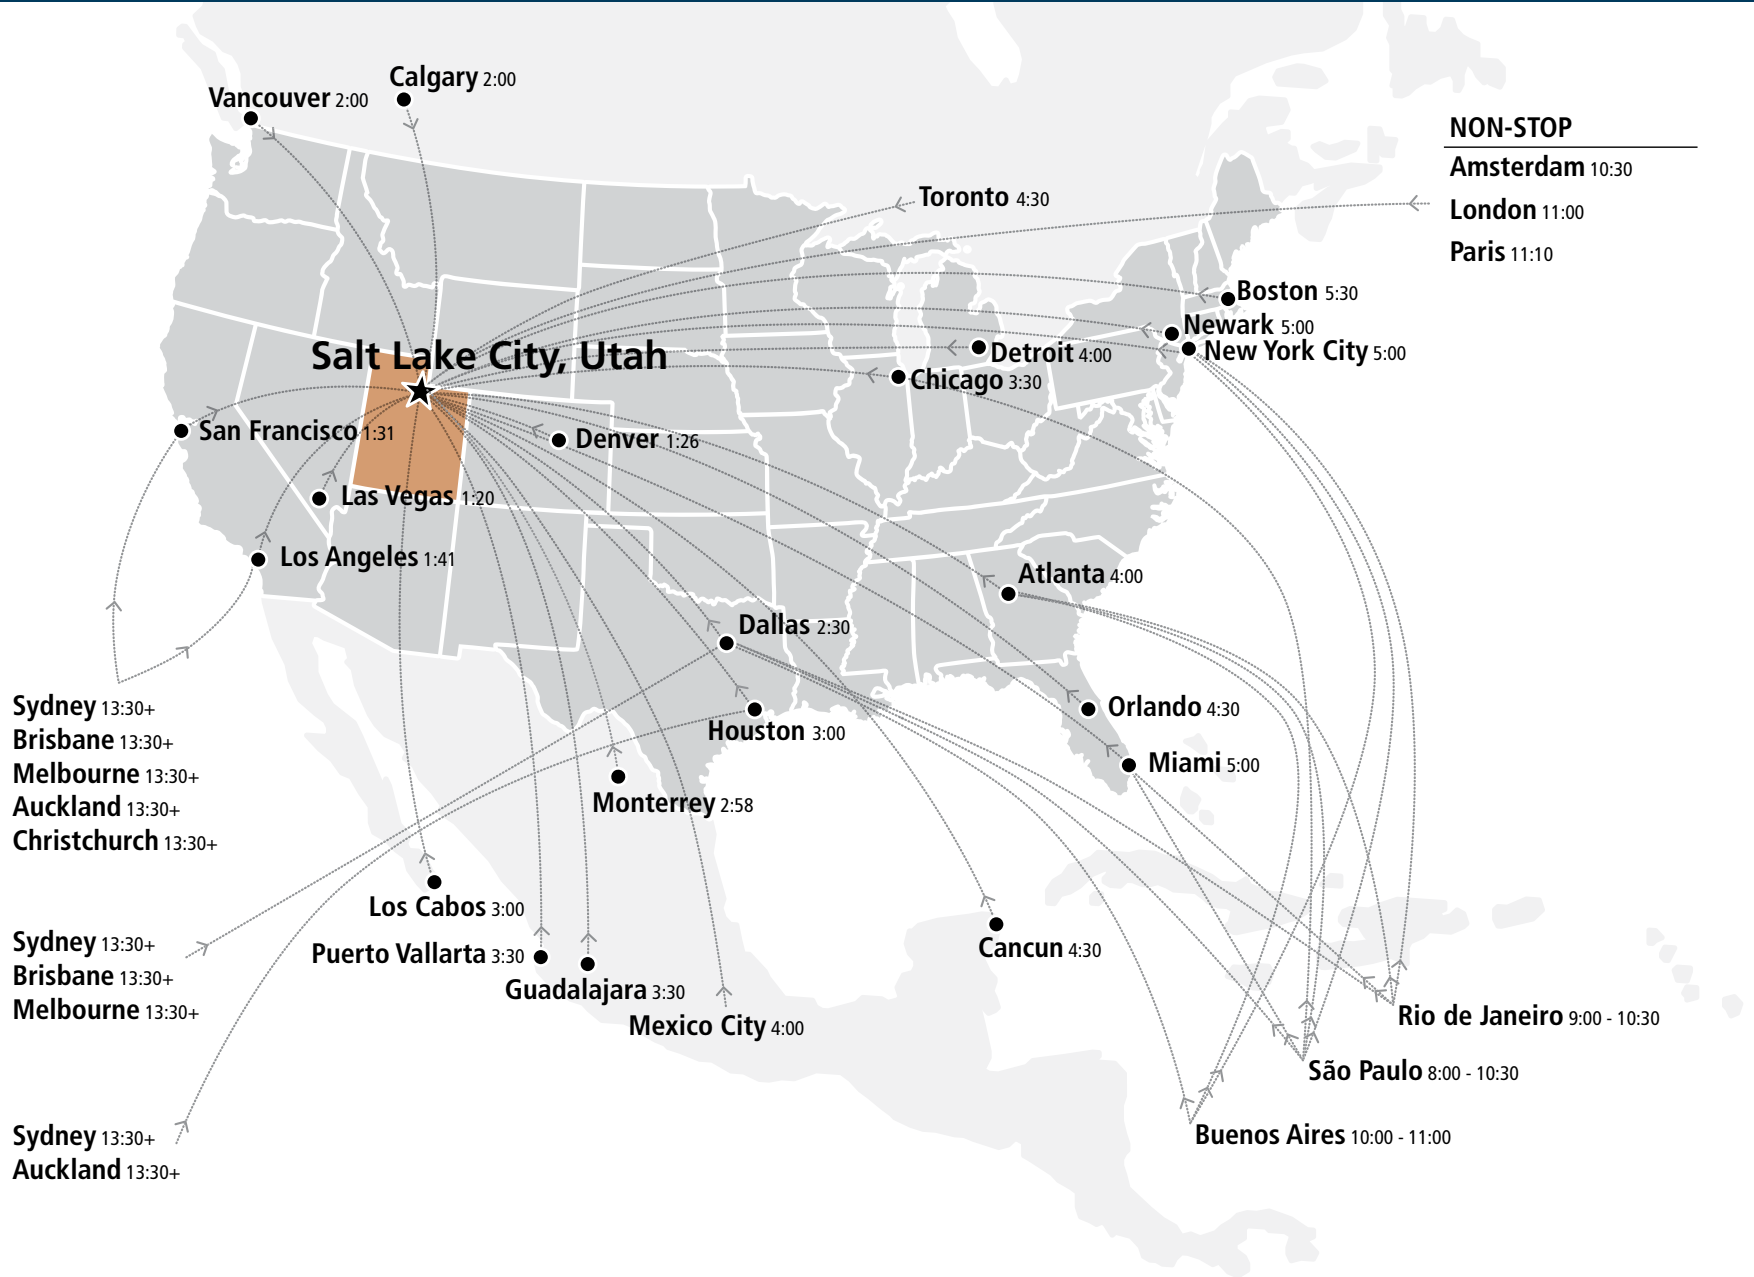 Calgary 2:00
Vancouver 2:00
NON-STOP
Amsterdam 10:30
London 11:00
Paris 11:10
Toronto 4:30
Boston 5:30
Newark 5:00
New York City 5:00
Detroit 4:00
Chicago 3:30
Salt Lake City, Utah
San Francisco 1:31
Denver 1:26
Las Vegas 1:20
Los Angeles 1:41
Atlanta 4:00
Dallas 2:30
Orlando 4:30
Houston 3:00
Miami 5:00
Monterrey 2:58
Sydney 13:30+
Brisbane 13:30+
Melbourne 13:30+
Auckland 13:30+
Christchurch 13:30+
Los Cabos 3:00
Puerto Vallarta 3:30
Guadalajara 3:30
Mexico City 4:00
Cancun 4:30
Sydney 13:30+
Brisbane 13:30+
Melbourne 13:30+
Rio de Janeiro 9:00 - 10:30
São Paulo 8:00 - 10:30
Buenos Aires 10:00 - 11:00
Sydney 13:30+
Auckland 13:30+